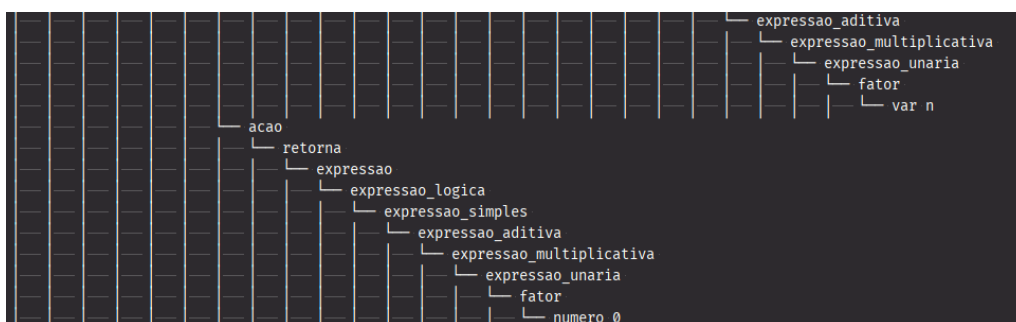 expressao_aditiva
expressao_multiplicativa
expressao_unaria
fator
var n
acao
retorna
expressao
expressao_logica
expressao_simples
expressao_aditiva
expressao_multiplicativa
expressao_unaria
fator
numero 0